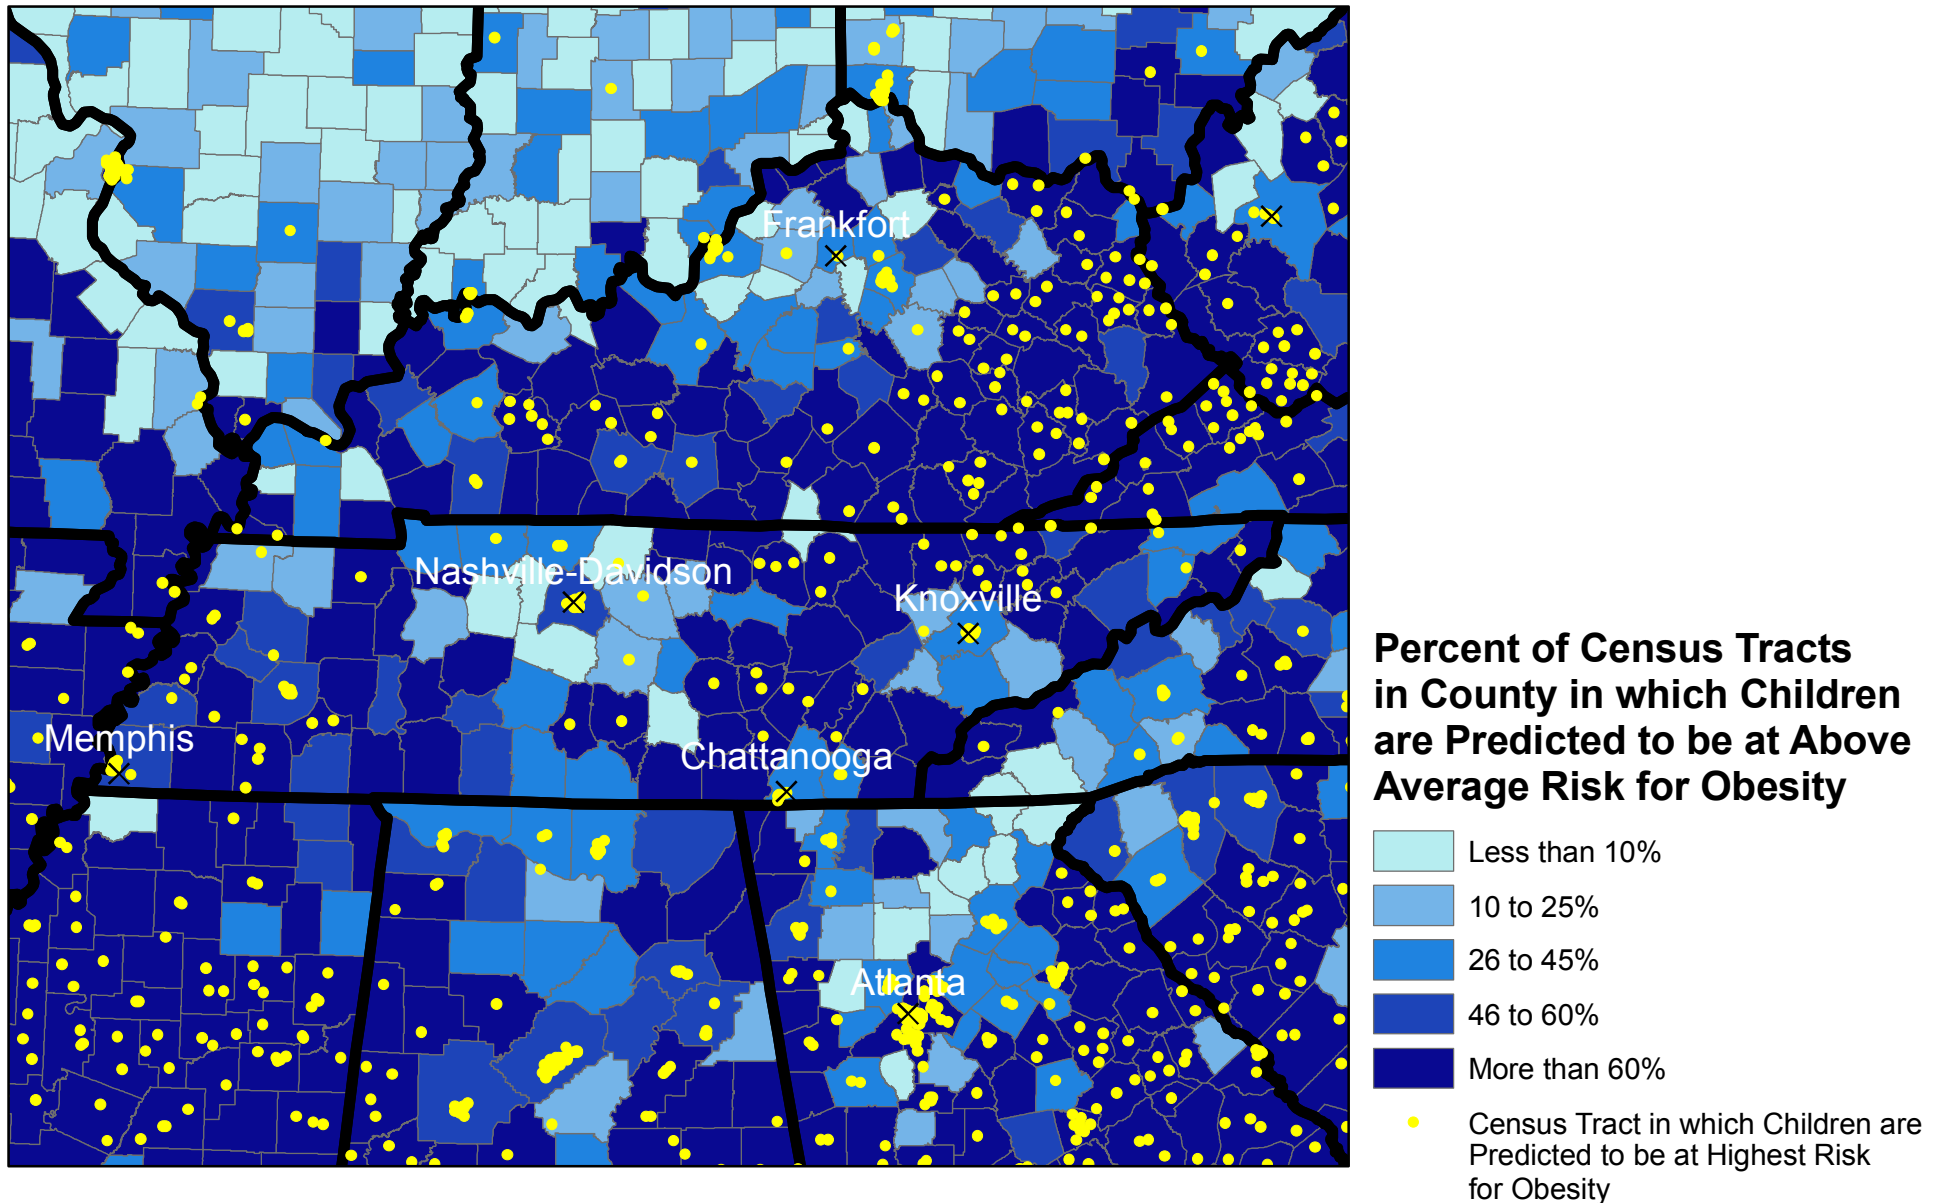 Frankfort
Nashville-Davidson
Knoxville
Memphis
Chattanooga
Atlanta
Percent of Census Tracts
in County in which Children
are Predicted to be at Above
Average Risk for Obesity
Less than 10%
10 to 25%
26 to 45%
46 to 60%
More than 60%
Census Tract in which Children are
Predicted to be at Highest Risk
for Obesity